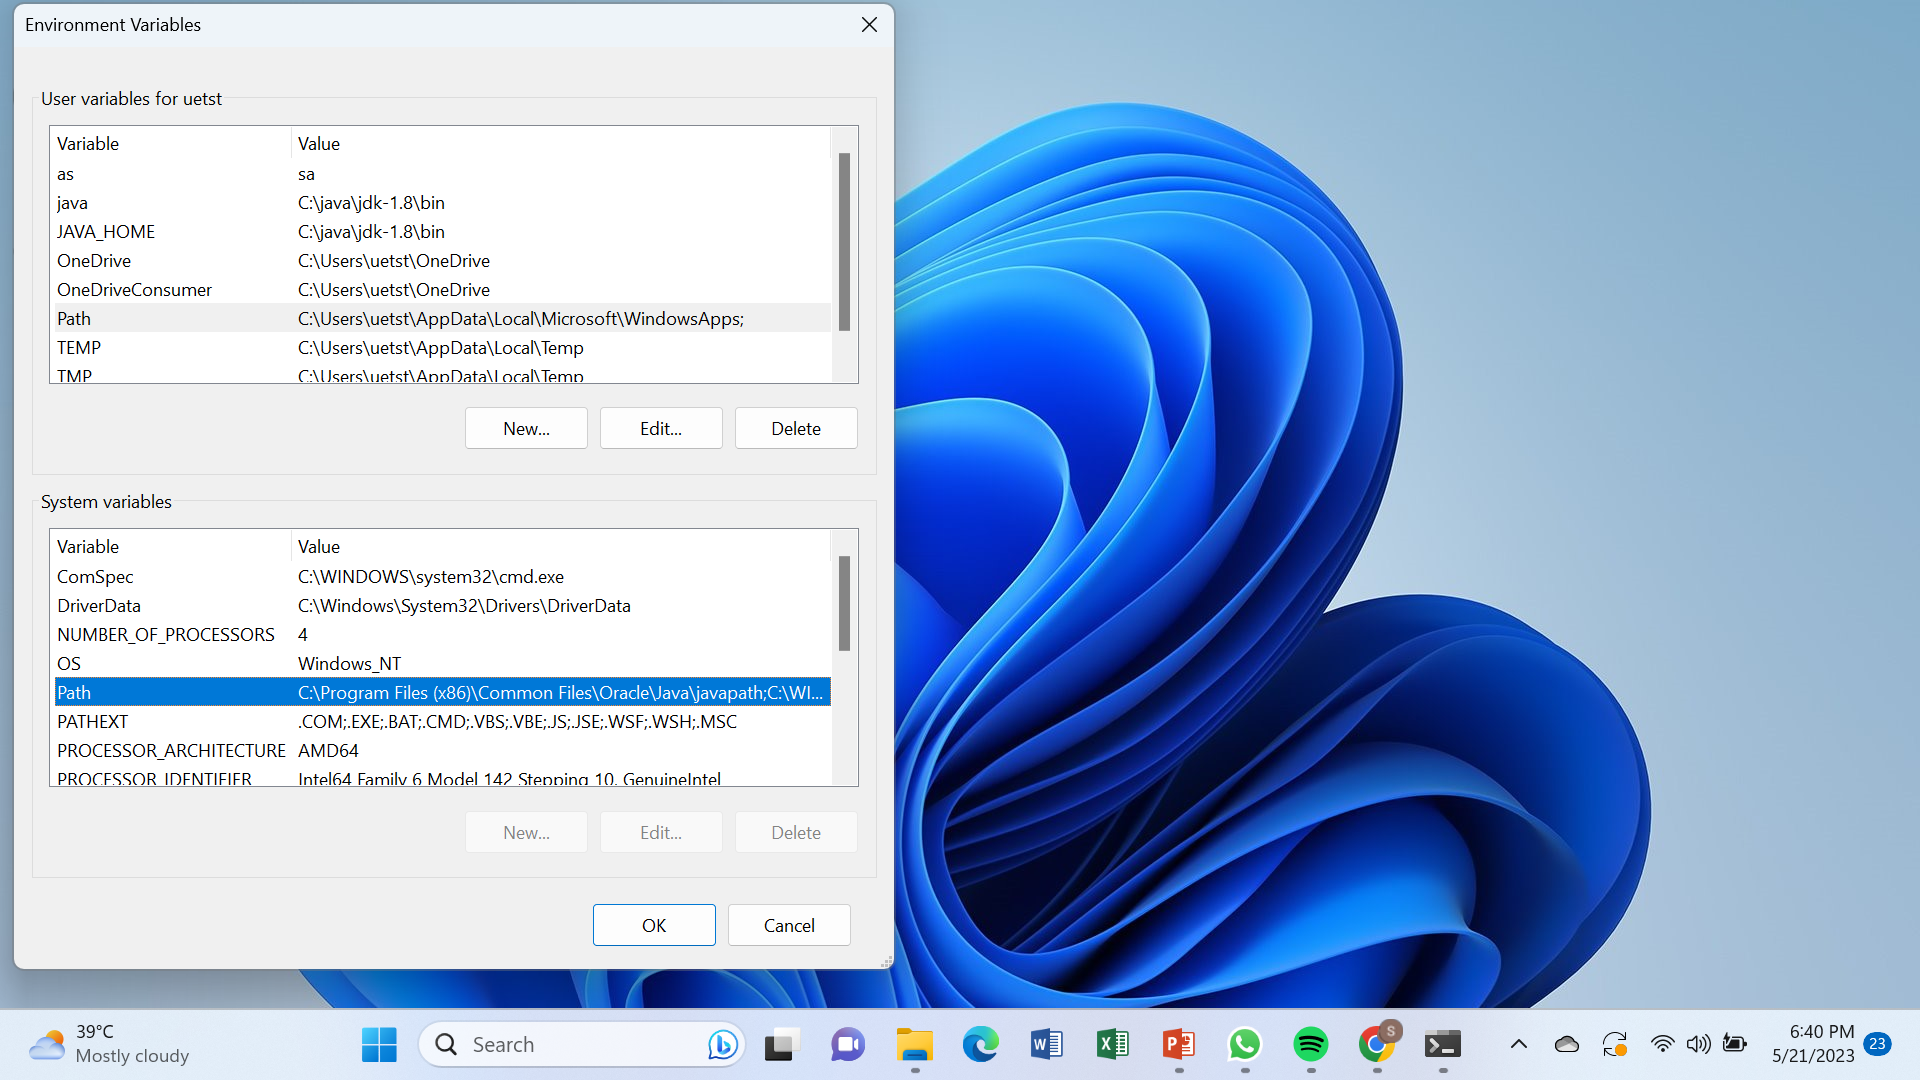 Environment Variables
User variables for uetst
Variable Value
as sa
java C:\java\jdk-1.8\bin
JAVA_HOME C:\java\jdk-1.8\bin
OneDrive C:\Users\uetst\OneDrive
OneDriveConsumer C:\Users\uetst\OneDrive
Path C:\Users\uetst\AppData\Local\Microsoft\WindowsApps;
TEMP C:\Users\uetst\AppData\Local\Temp
TMP C:\Users\uetst\AppData\Local\Temp
New... Edit... Delete
System variables
Variable Value
ComSpec C:\WINDOWS\system32\cmd.exe
DriverData C:\Windows\System32\Drivers\DriverData
NUMBER_OF_PROCESSORS 4
OS Windows_NT
Path C:\Program Files (x86)\Common Files\Oracle\Java\javapath;C:\WI...
PATHEXT .COM;.EXE;.BAT;.CMD;.VBS;.VBE;.JS;.JSE;.WSF;.WSH;.MSC
PROCESSOR_ARCHITECTURE AMD64
PROCESSOR_IDENTIFIER Intel64 Family 6 Model 142 Stepping 10, GenuineIntel
New... Edit... Delete
OK Cancel
39°C
Mostly cloudy
Search
W
X
P
S
6:40 PM
5/21/2023
23